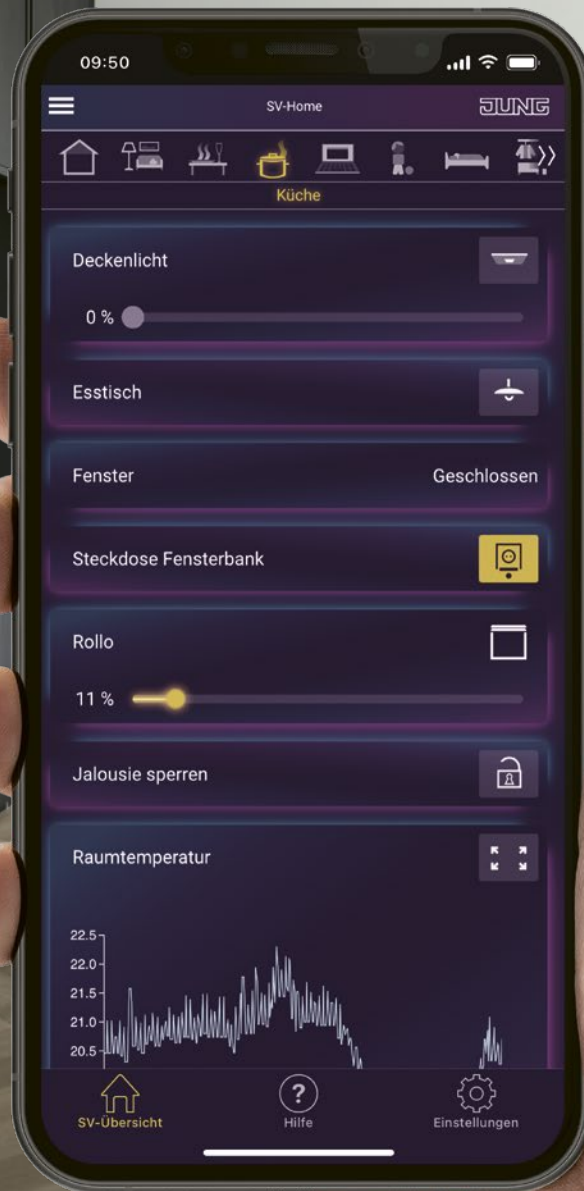 09:50
SV-Home
JUNG
Küche
Deckenlicht
0 %
Esstisch
Fenster Geschlossen
Steckdose Fensterbank
Rollo
11 %
Jalousie sperren
Raumtemperatur
22.5
22.0
21.5
21.0
20.5
SV-Übersicht Hilfe Einstellungen